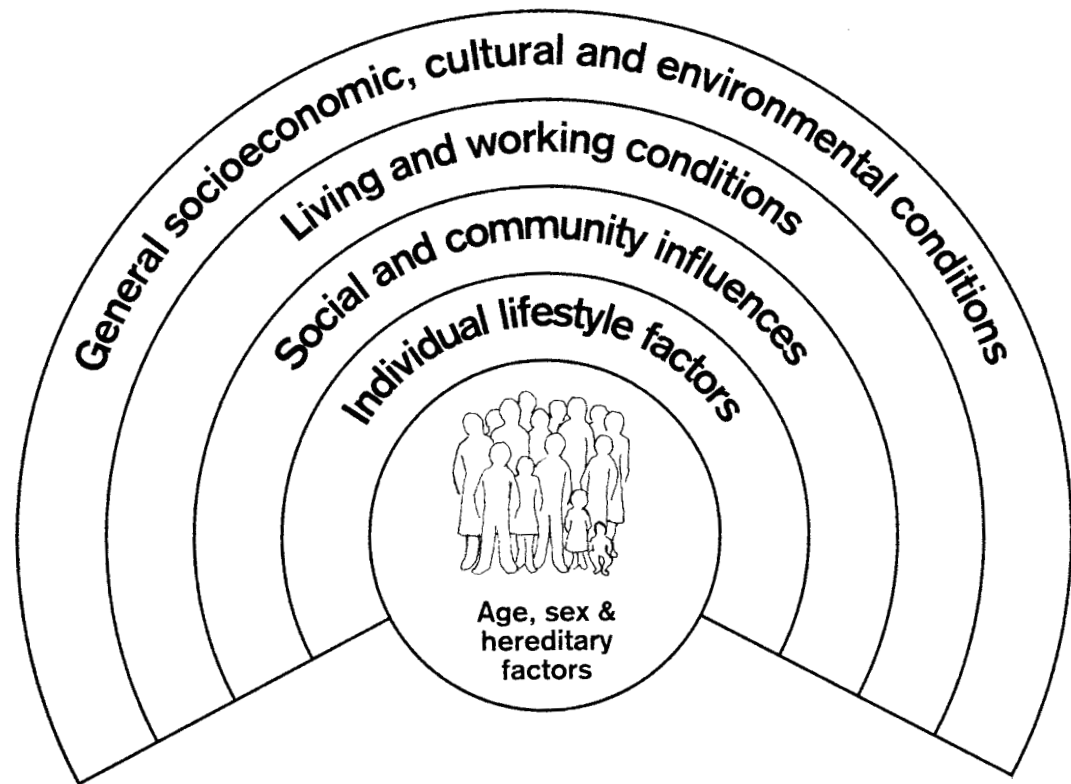 General socioeconomic, cultural and environmental conditions
Living and working conditions
Social and community influences
Individual lifestyle factors
Age, sex &
hereditary
factors